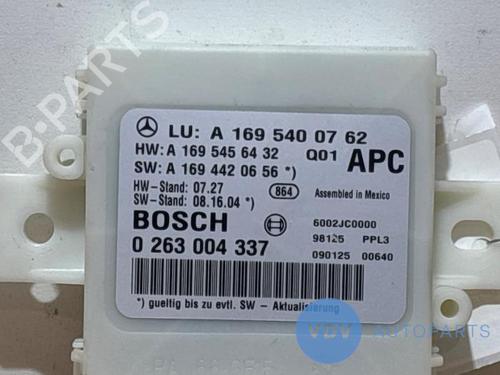 B-PARTS
LU: A 169 540 07 62
HW: A 169 545 64 32 Q01 APC
SW: A 169 442 06 56 *)
HW-Stand: 07.27 864 Assembled in Mexico
SW-Stand: 08.16.04 *)
BOSCH 6002JC0000
0 263 004 337 98125 PPL3
090125 00640
*) gueltig bis zu evtl. SW - Aktualisierung
VDV AUTOPARTS